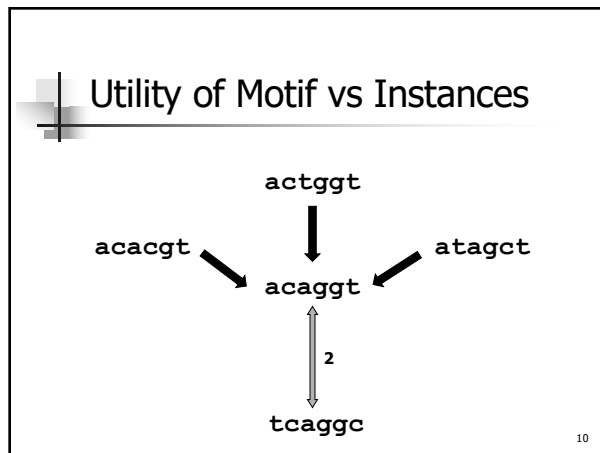 Utility of Motif vs Instances
actggt
acacgt atagct
acaggt
2
tcaggc
10